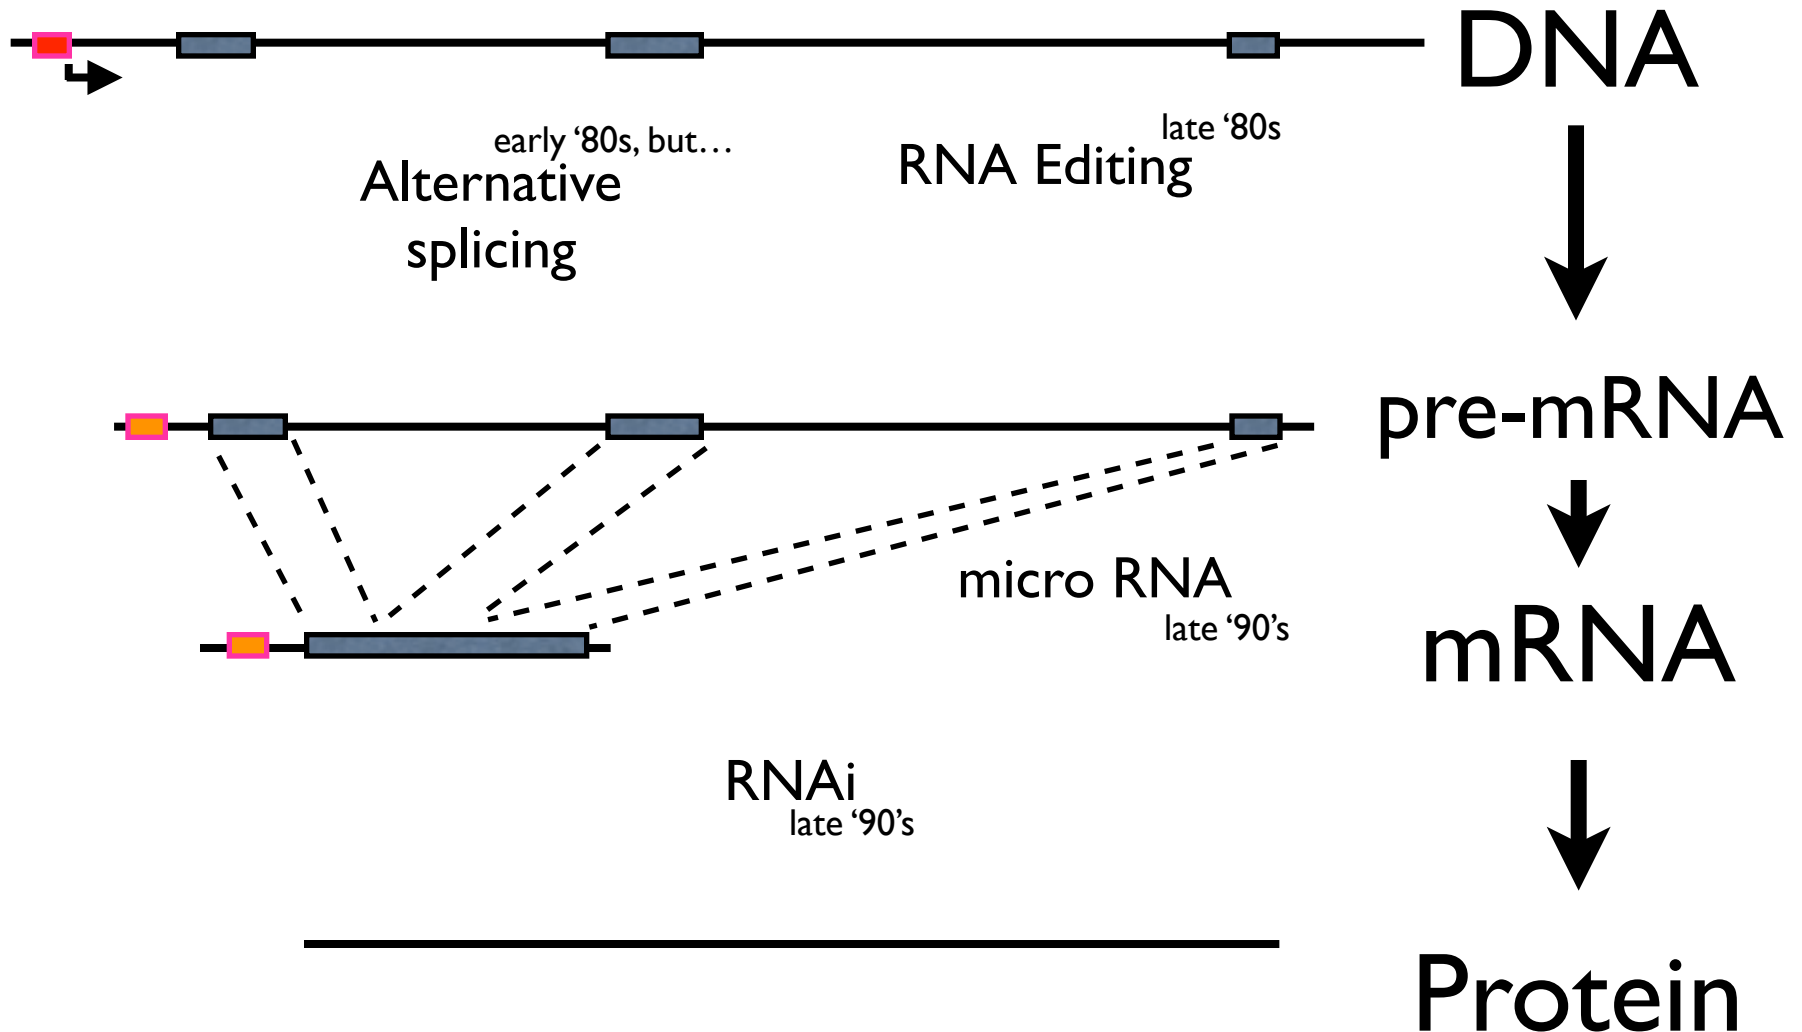 DNA
early ‘80s, but…
late ‘80s
Alternative
splicing
RNA Editing
pre-mRNA
micro RNA
late ‘90’s
mRNA
RNAi
late ‘90’s
Protein